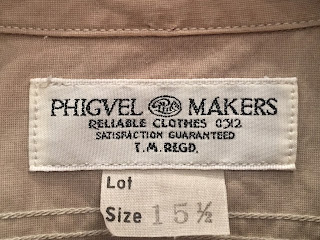 PHIGVEL MAKERS
RELIABLE CLOTHES 0312
SATISFACTION GUARANTEED
T.M.REGD.
Lot
Size 15½